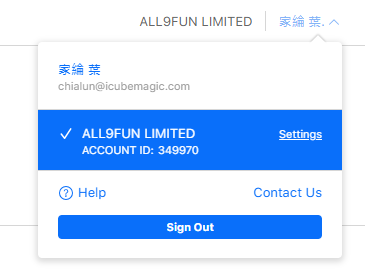 ALL9FUN LIMITED 家綸 葉.
家綸 葉
chialun@icubemagic.com
ALL9FUN LIMITED Settings
ACCOUNT ID: 349970
Help Contact Us
Sign Out